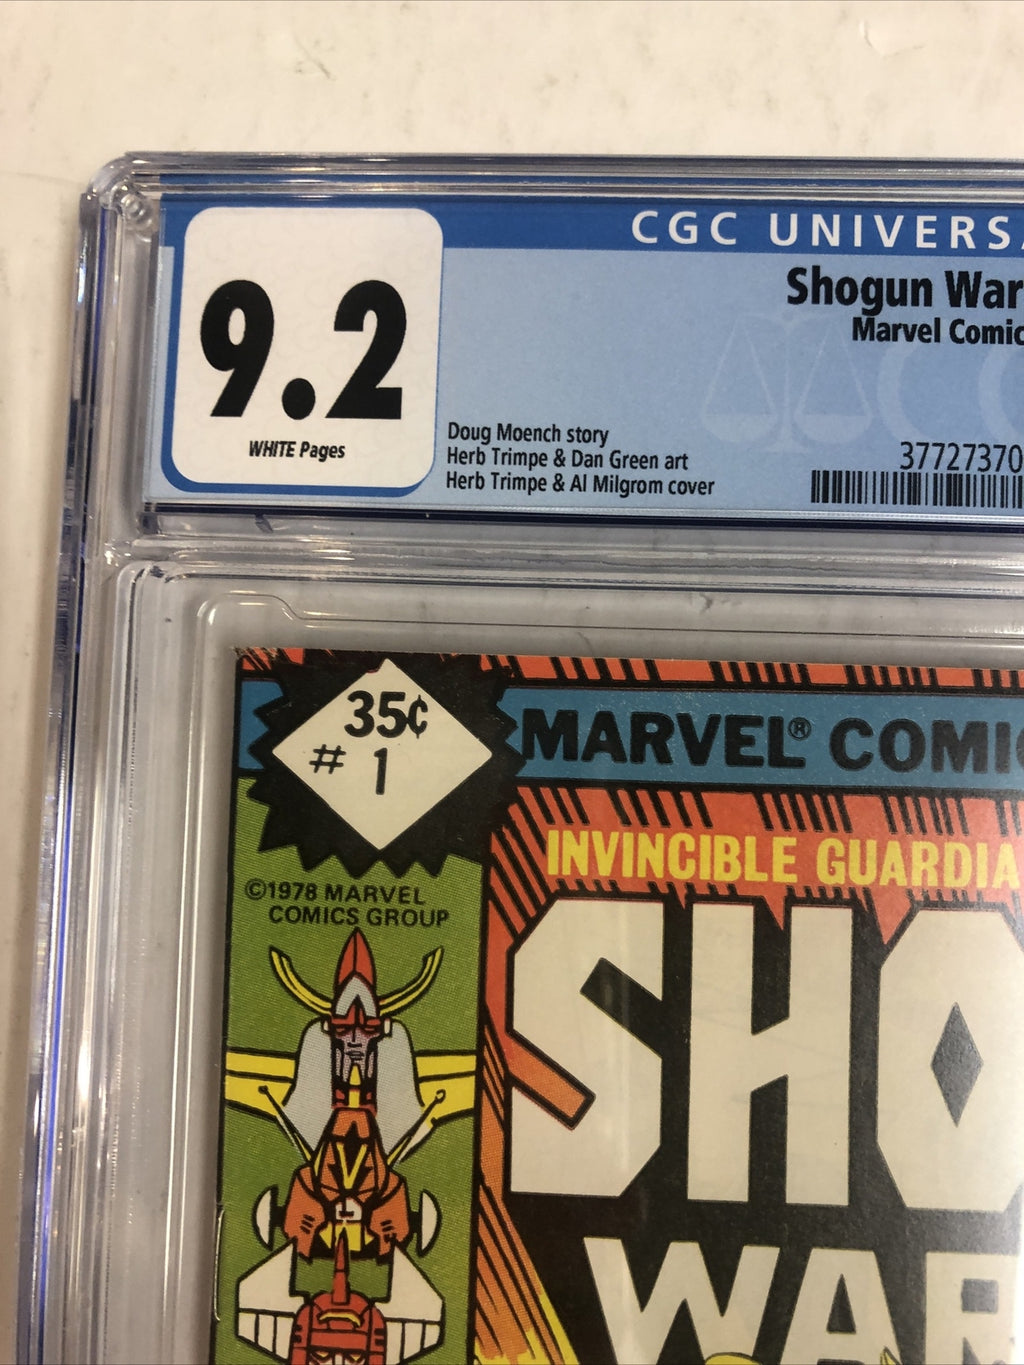 CGC UNIVERSA
9.2
WHITE Pages
Shogun War
Marvel Comic
Doug Moench story
Herb Trimpe & Dan Green art
Herb Trimpe & Al Milgrom cover
37727370
35¢
# 1
MARVEL® COMIC
INVINCIBLE GUARDIA
©1978 MARVEL
COMICS GROUP
SHO
WAR